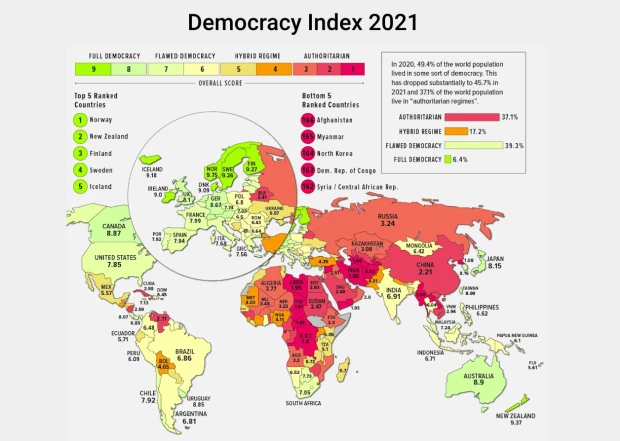 Democracy Index 2021
FULL DEMOCRACY FLAWED DEMOCRACY HYBRID REGIME AUTHORITARIAN
9 8 7 6 5 4 3 2 1
OVERALL SCORE
Top 5 Ranked
Countries
1 Norway
2 New Zealand
3 Finland
4 Sweden
5 Iceland
Bottom 5
Ranked Countries
166 Afghanistan
165 Myanmar
164 North Korea
163 Dem. Rep. of Congo
162 Syria / Central African Rep.
In 2020, 49.4% of the world population
lived in some sort of democracy. This
has dropped substantially to 45.7% in
2021 and 37.1% of the world population
live in "authoritarian regimes".
AUTHORITARIAN 37.1%
HYBRID REGIME 17.2%
FLAWED DEMOCRACY 39.3%
FULL DEMOCRACY 6.4%
ICELAND
9.18
NOR
9.75
SWE
9.26
FIN
9.27
IRELAND
9.0
UK
8.1
DNK
9.09
GER
8.67
POL
6.8
UKRAINE
5.57
FRANCE
7.99
POR
7.82
SPAIN
7.94
ITA
7.68
GRC
7.56
ROM
6.43
CANADA
8.87
UNITED STATES
7.85
MEX
5.57
CUBA
2.59
DOM
6.45
7.13
2.69
2.11
6.48
ECUADOR
5.71
PERU
6.09
BOL
4.65
BRAZIL
6.86
CHILE
7.92
URUGUAY
8.85
ARGENTINA
6.81
RUSSIA
3.24
KAZAKHSTAN
3.08
MONGOLIA
6.42
CHINA
2.21
JAPAN
8.15
TAIWAN
8.99
INDIA
6.91
PHILIPPINES
6.62
MALAYSIA
7.24
INDONESIA
6.71
PAPUA NEW GUINEA
6.1
FIJI
5.61
AUSTRALIA
8.9
NEW ZEALAND
9.37
ALGERIA
3.77
SUDAN
2.47
SOUTH AFRICA
7.05